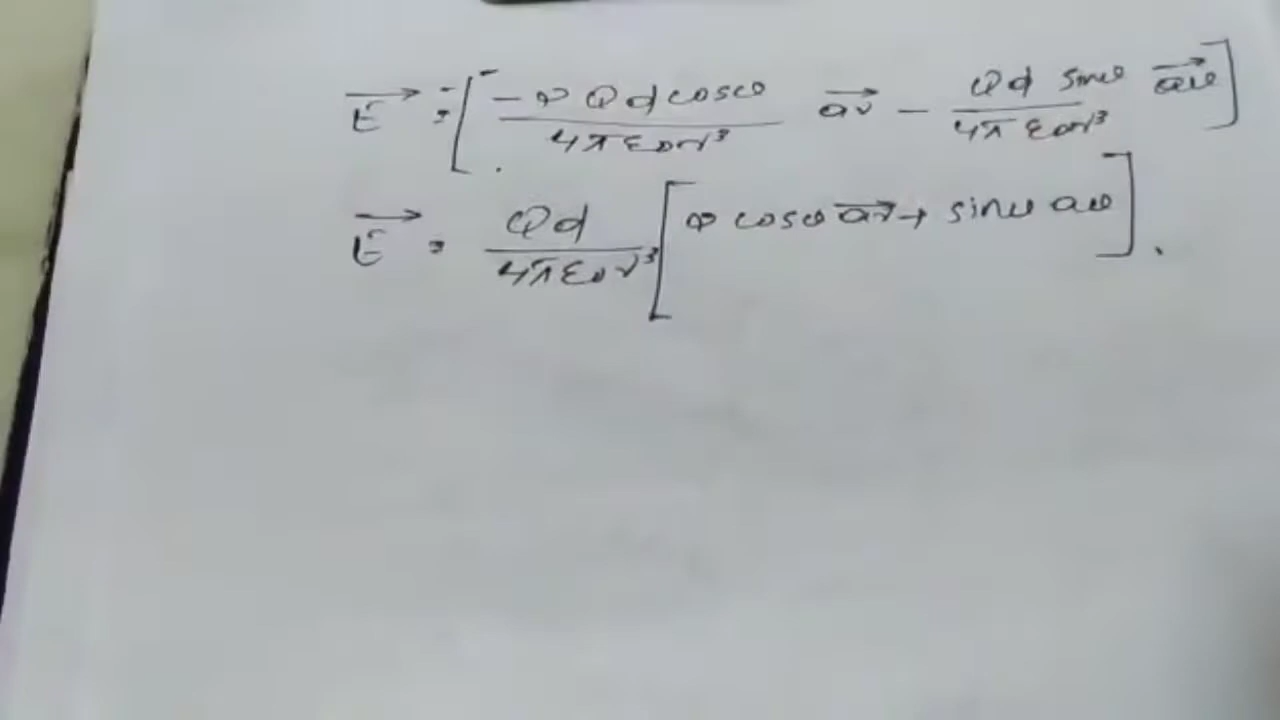 E⃗ = -[ (-2Qd cosθ / 4πε₀r³) a⃗r - (Qd sinθ / 4πε₀r³) a⃗θ ]
E⃗ = Qd / 4πε₀r³ [ 2 cosθ a⃗r + sinθ aθ ].